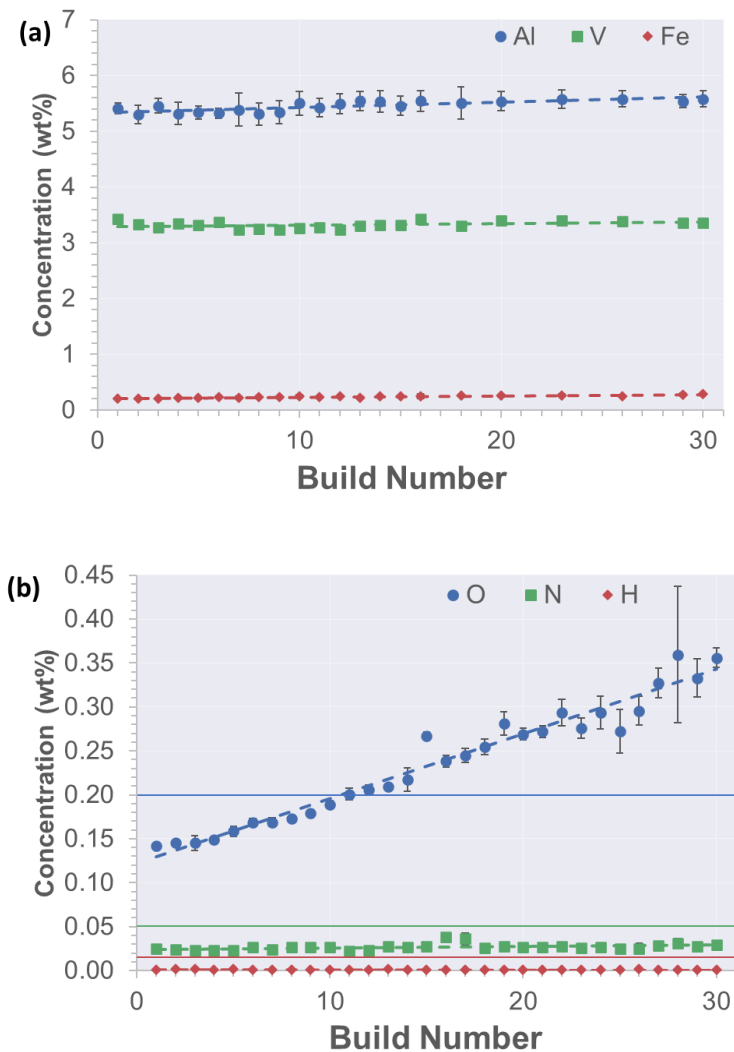 (a)
7
6
5
4
3
2
1
0
Al V Fe
Concentration (wt%)
0 10 20 30
Build Number
(b)
0.45
0.40
0.35
0.30
0.25
0.20
0.15
0.10
0.05
0.00
O N H
Concentration (wt%)
0 10 20 30
Build Number